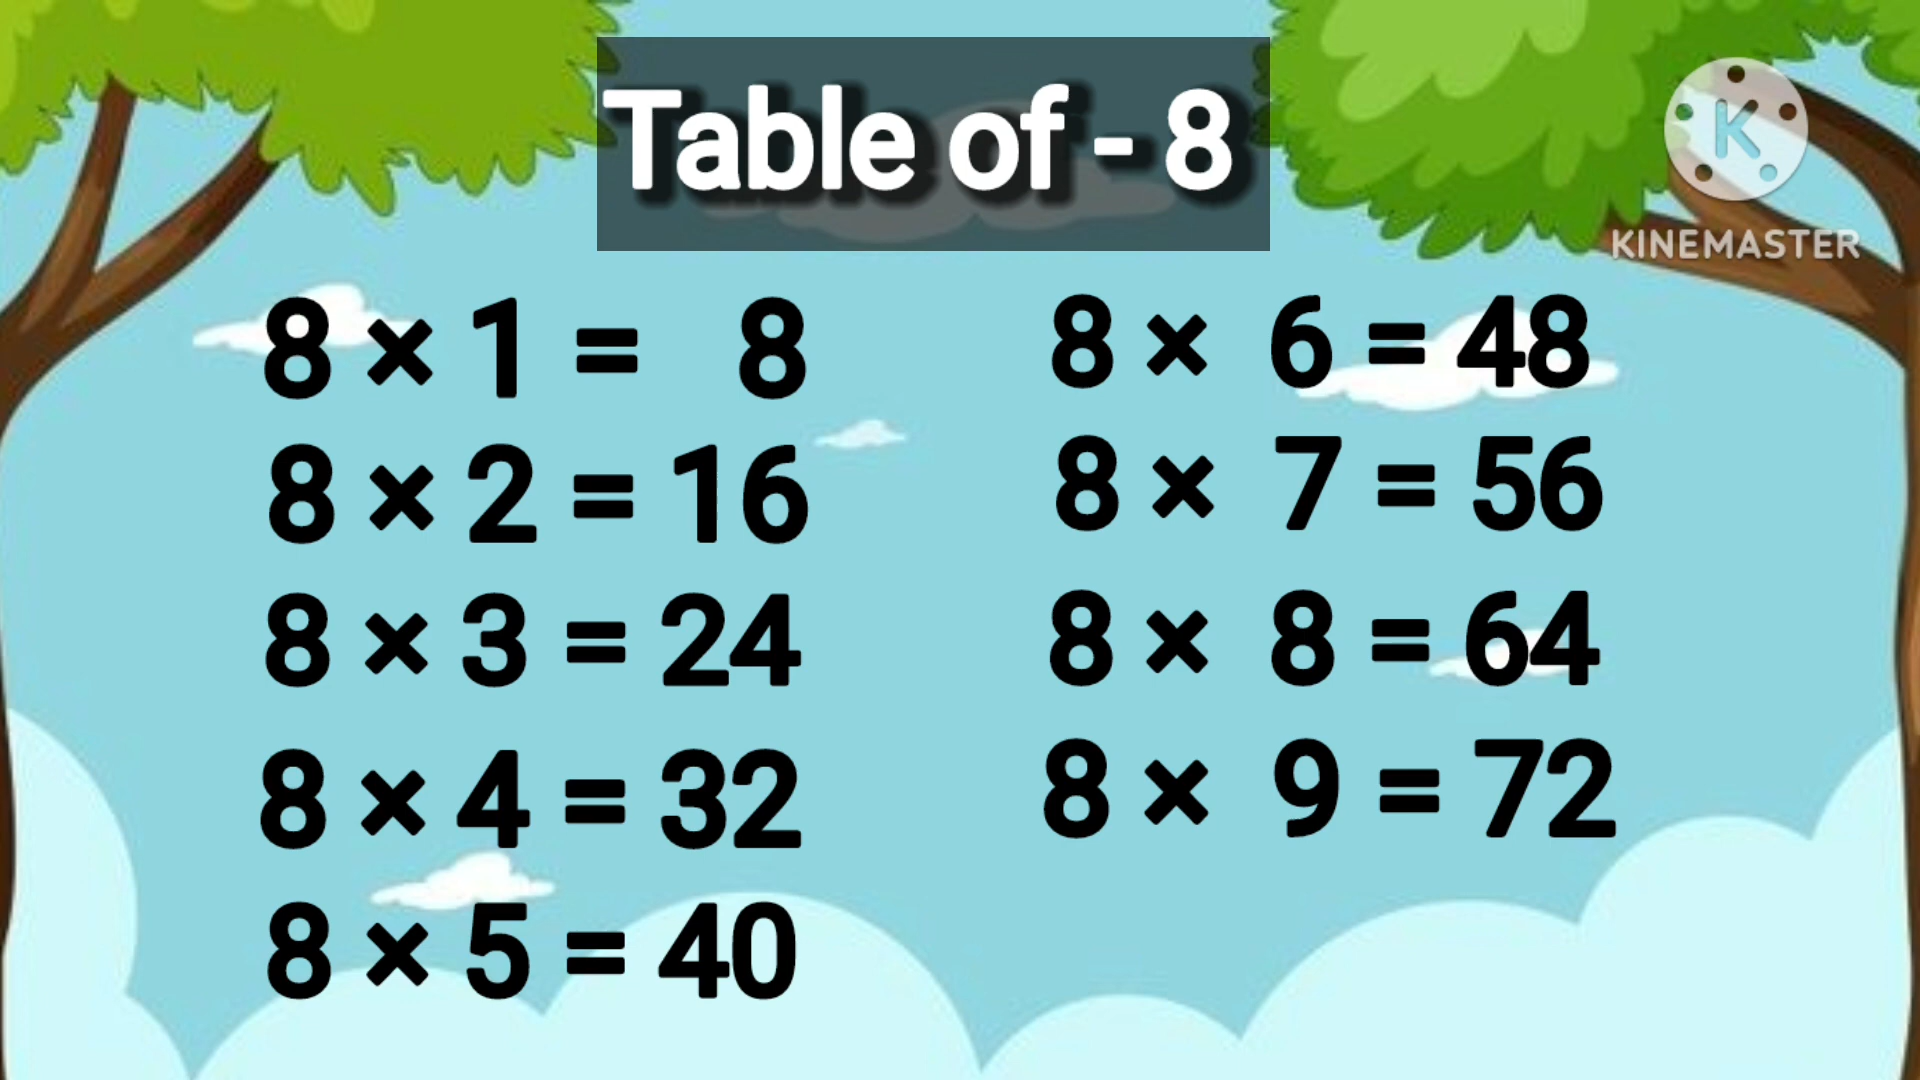 Table of - 8
K
KINEMASTER
8 × 1 = 8
8 × 2 = 16
8 × 3 = 24
8 × 4 = 32
8 × 5 = 40
8 × 6 = 48
8 × 7 = 56
8 × 8 = 64
8 × 9 = 72